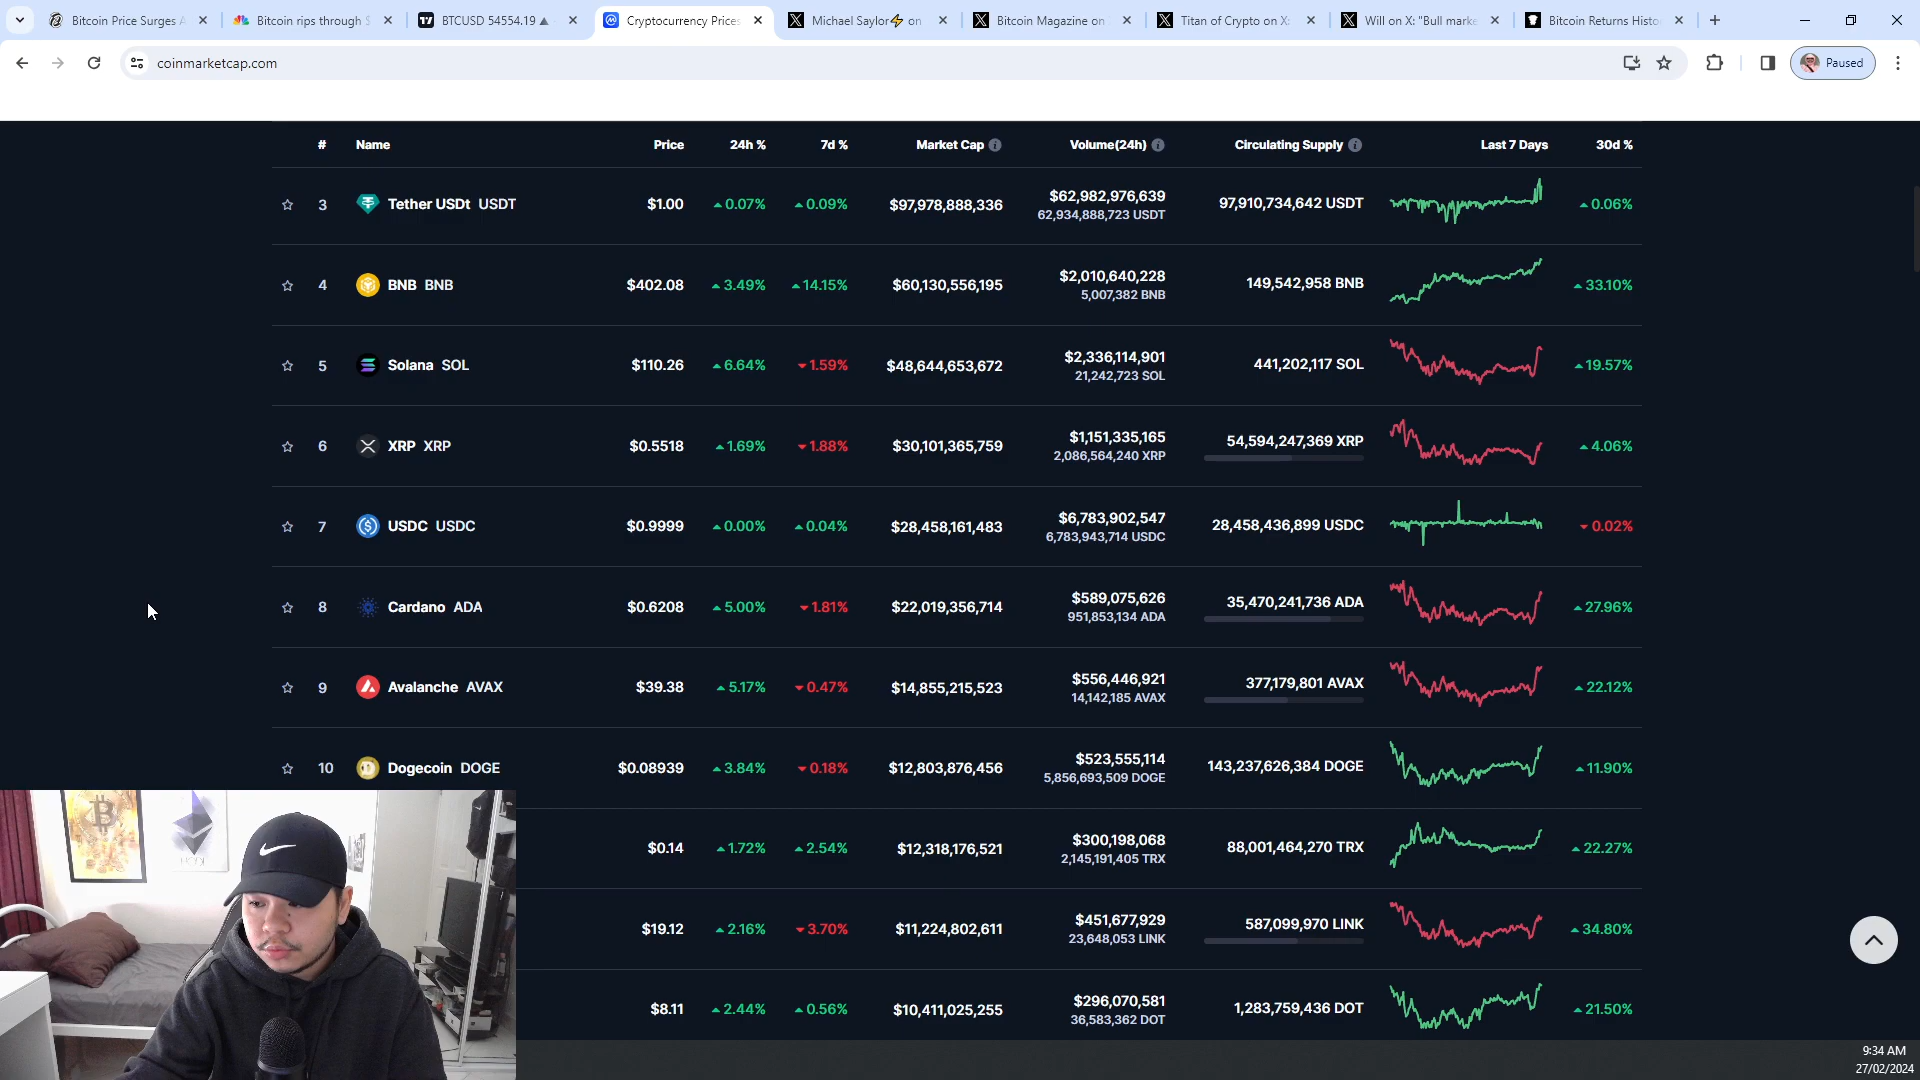 Bitcoin Price Surges A
Bitcoin rips through $
BTCUSD 54554.19 ▲
Cryptocurrency Prices
Michael Saylor⚡ on
Bitcoin Magazine on
Titan of Crypto on X:
Will on X: "Bull marke
Bitcoin Returns Histo
coinmarketcap.com
Paused
# Name Price 24h % 7d % Market Cap Volume(24h) Circulating Supply Last 7 Days 30d %
3 Tether USDt USDT $1.00 0.07% 0.09% $97,978,888,336 $62,982,976,639 97,910,734,642 USDT 0.06%
62,934,888,723 USDT
4 BNB BNB $402.08 3.49% 14.15% $60,130,556,195 $2,010,640,228 149,542,958 BNB 33.10%
5,007,382 BNB
5 Solana SOL $110.26 6.64% 1.59% $48,644,653,672 $2,336,114,901 441,202,117 SOL 19.57%
21,242,723 SOL
6 XRP XRP $0.5518 1.69% 1.88% $30,101,365,759 $1,151,335,165 54,594,247,369 XRP 4.06%
2,086,564,240 XRP
7 USDC USDC $0.9999 0.00% 0.04% $28,458,161,483 $6,783,902,547 28,458,436,899 USDC 0.02%
6,783,943,714 USDC
8 Cardano ADA $0.6208 5.00% 1.81% $22,019,356,714 $589,075,626 35,470,241,736 ADA 27.96%
951,853,134 ADA
9 Avalanche AVAX $39.38 5.17% 0.47% $14,855,215,523 $556,446,921 377,179,801 AVAX 22.12%
14,142,185 AVAX
10 Dogecoin DOGE $0.08939 3.84% 0.18% $12,803,876,456 $523,555,114 143,237,626,384 DOGE 11.90%
5,856,693,509 DOGE
$0.14 1.72% 2.54% $12,318,176,521 $300,198,068 88,001,464,270 TRX 22.27%
2,145,191,405 TRX
$19.12 2.16% 3.70% $11,224,802,611 $451,677,929 587,099,970 LINK 34.80%
23,648,053 LINK
$8.11 2.44% 0.56% $10,411,025,255 $296,070,581 1,283,759,436 DOT 21.50%
36,583,362 DOT
9:34 AM
27/02/2024